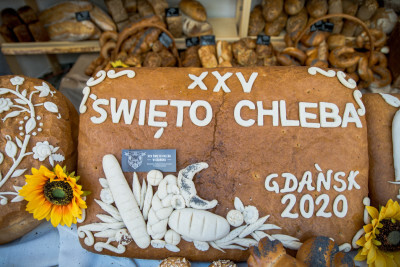 XXV
ŚWIĘTO CHLEBA
GDAŃSK
2020